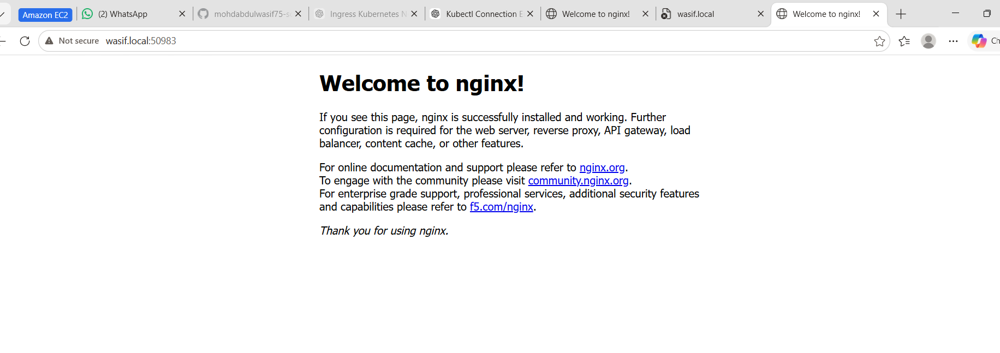 Amazon EC2
(2) WhatsApp
mohdabdulwasif75-s
Ingress Kubernetes N
Kubectl Connection E
Welcome to nginx!
wasif.local
Welcome to nginx!
Not secure
wasif.local:50983
Ch
Welcome to nginx!
If you see this page, nginx is successfully installed and working. Further
configuration is required for the web server, reverse proxy, API gateway, load
balancer, content cache, or other features.
For online documentation and support please refer to nginx.org.
To engage with the community please visit community.nginx.org.
For enterprise grade support, professional services, additional security features
and capabilities please refer to f5.com/nginx.
Thank you for using nginx.